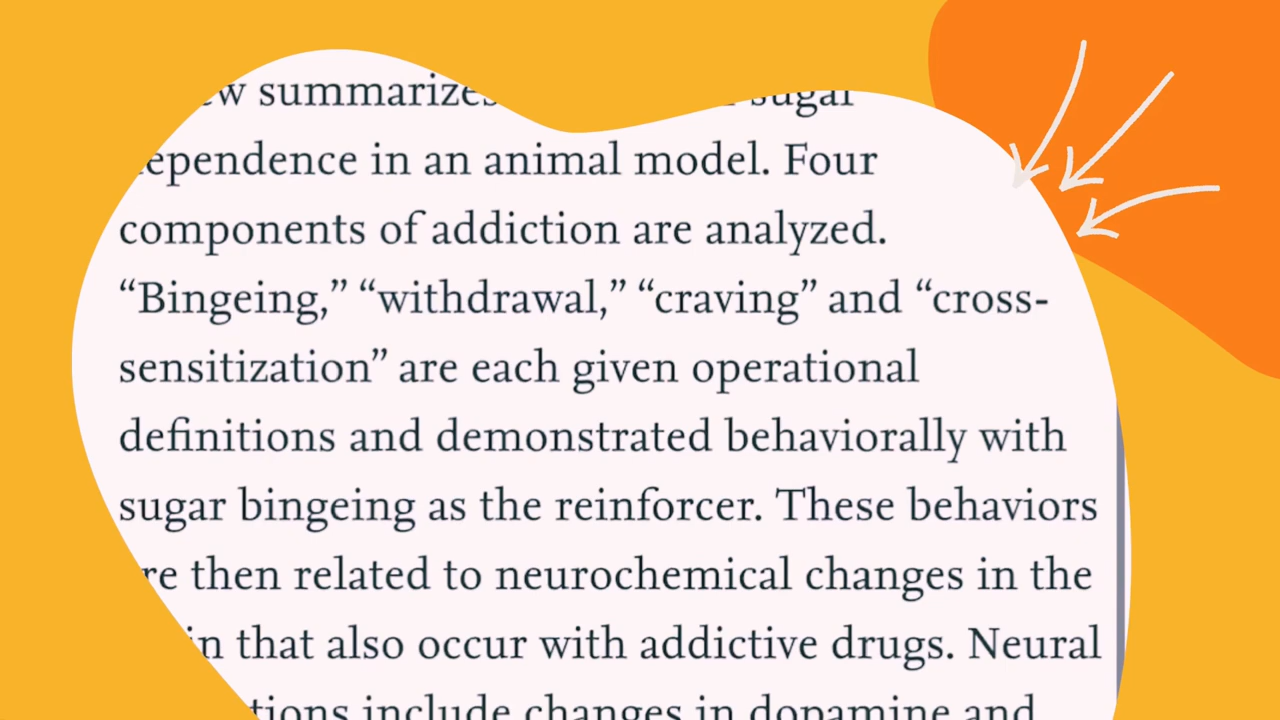 summarizes sugar
in an animal model. Four
components of addiction are analyzed.
“Bingeing,” “withdrawal,” “craving” and “cross-
sensitization” are each given operational
definitions and demonstrated behaviorally with
sugar bingeing as the reinforcer. These behaviors
then related to neurochemical changes in the
that also occur with addictive drugs. Neural
include changes in dopamine and